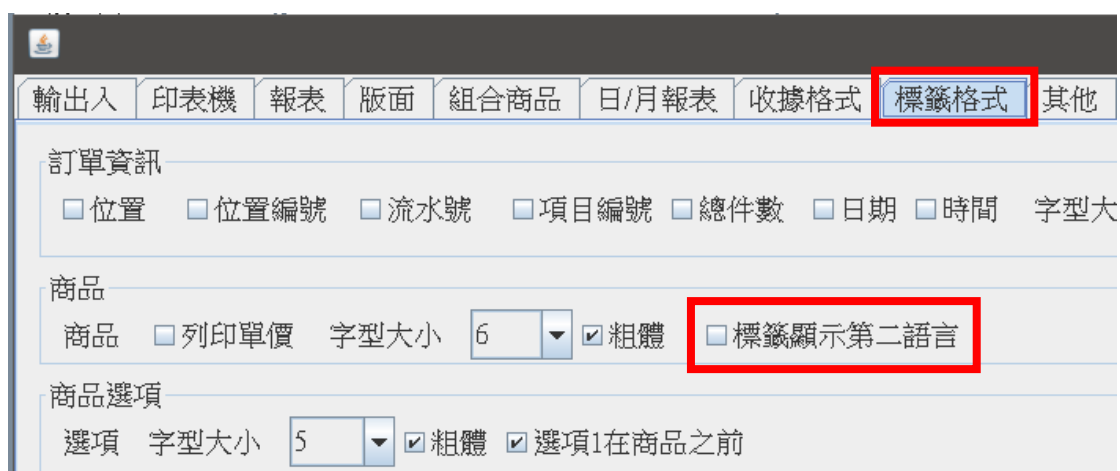 輸出入 印表機 報表 版面 組合商品 日/月報表 收據格式 標籤格式 其他
訂單資訊
位置 位置編號 流水號 項目編號 總件數 日期 時間 字型大
商品
商品 列印單價 字型大小 6 粗體 標籤顯示第二語言
商品選項
選項 字型大小 5 粗體 選項1在商品之前